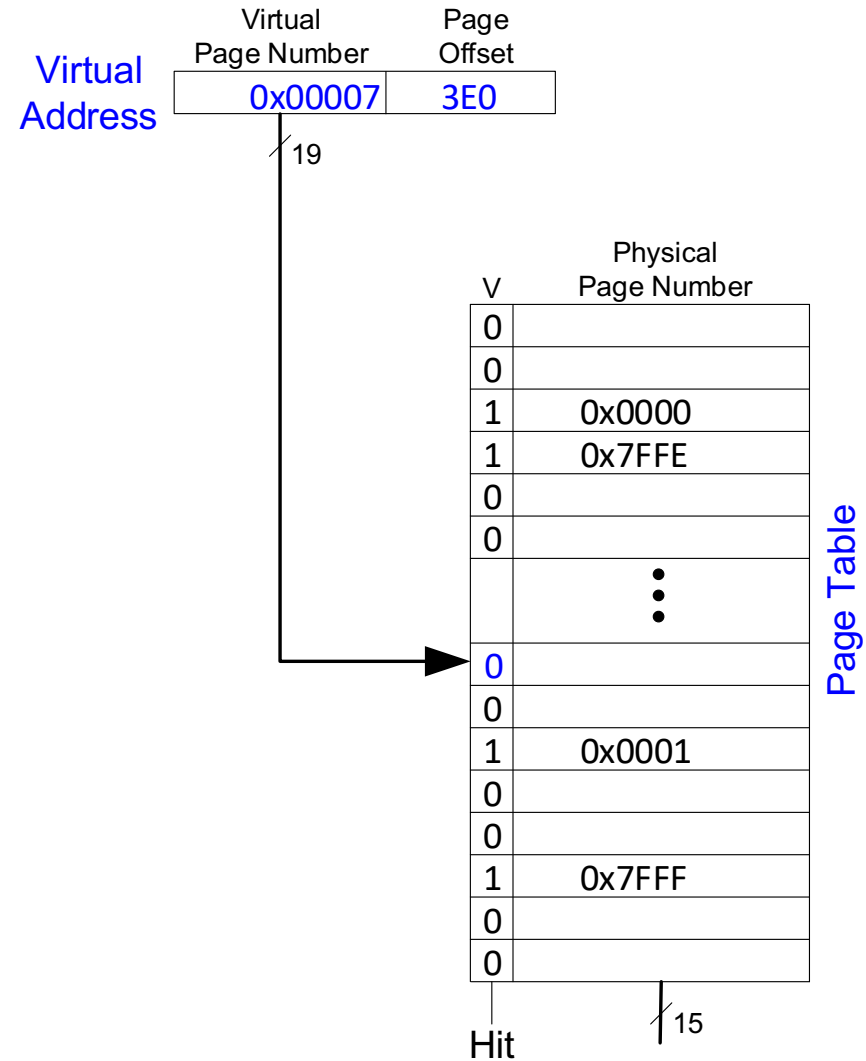 Virtual
Page Number
Page
Offset
Virtual
Address
0x00007
3E0
19
Physical
Page Number
V
0
0
1 0x0000
1 0x7FFE
0
0
0
0
1 0x0001
0
0
1 0x7FFF
0
0
Page Table
15
Hit